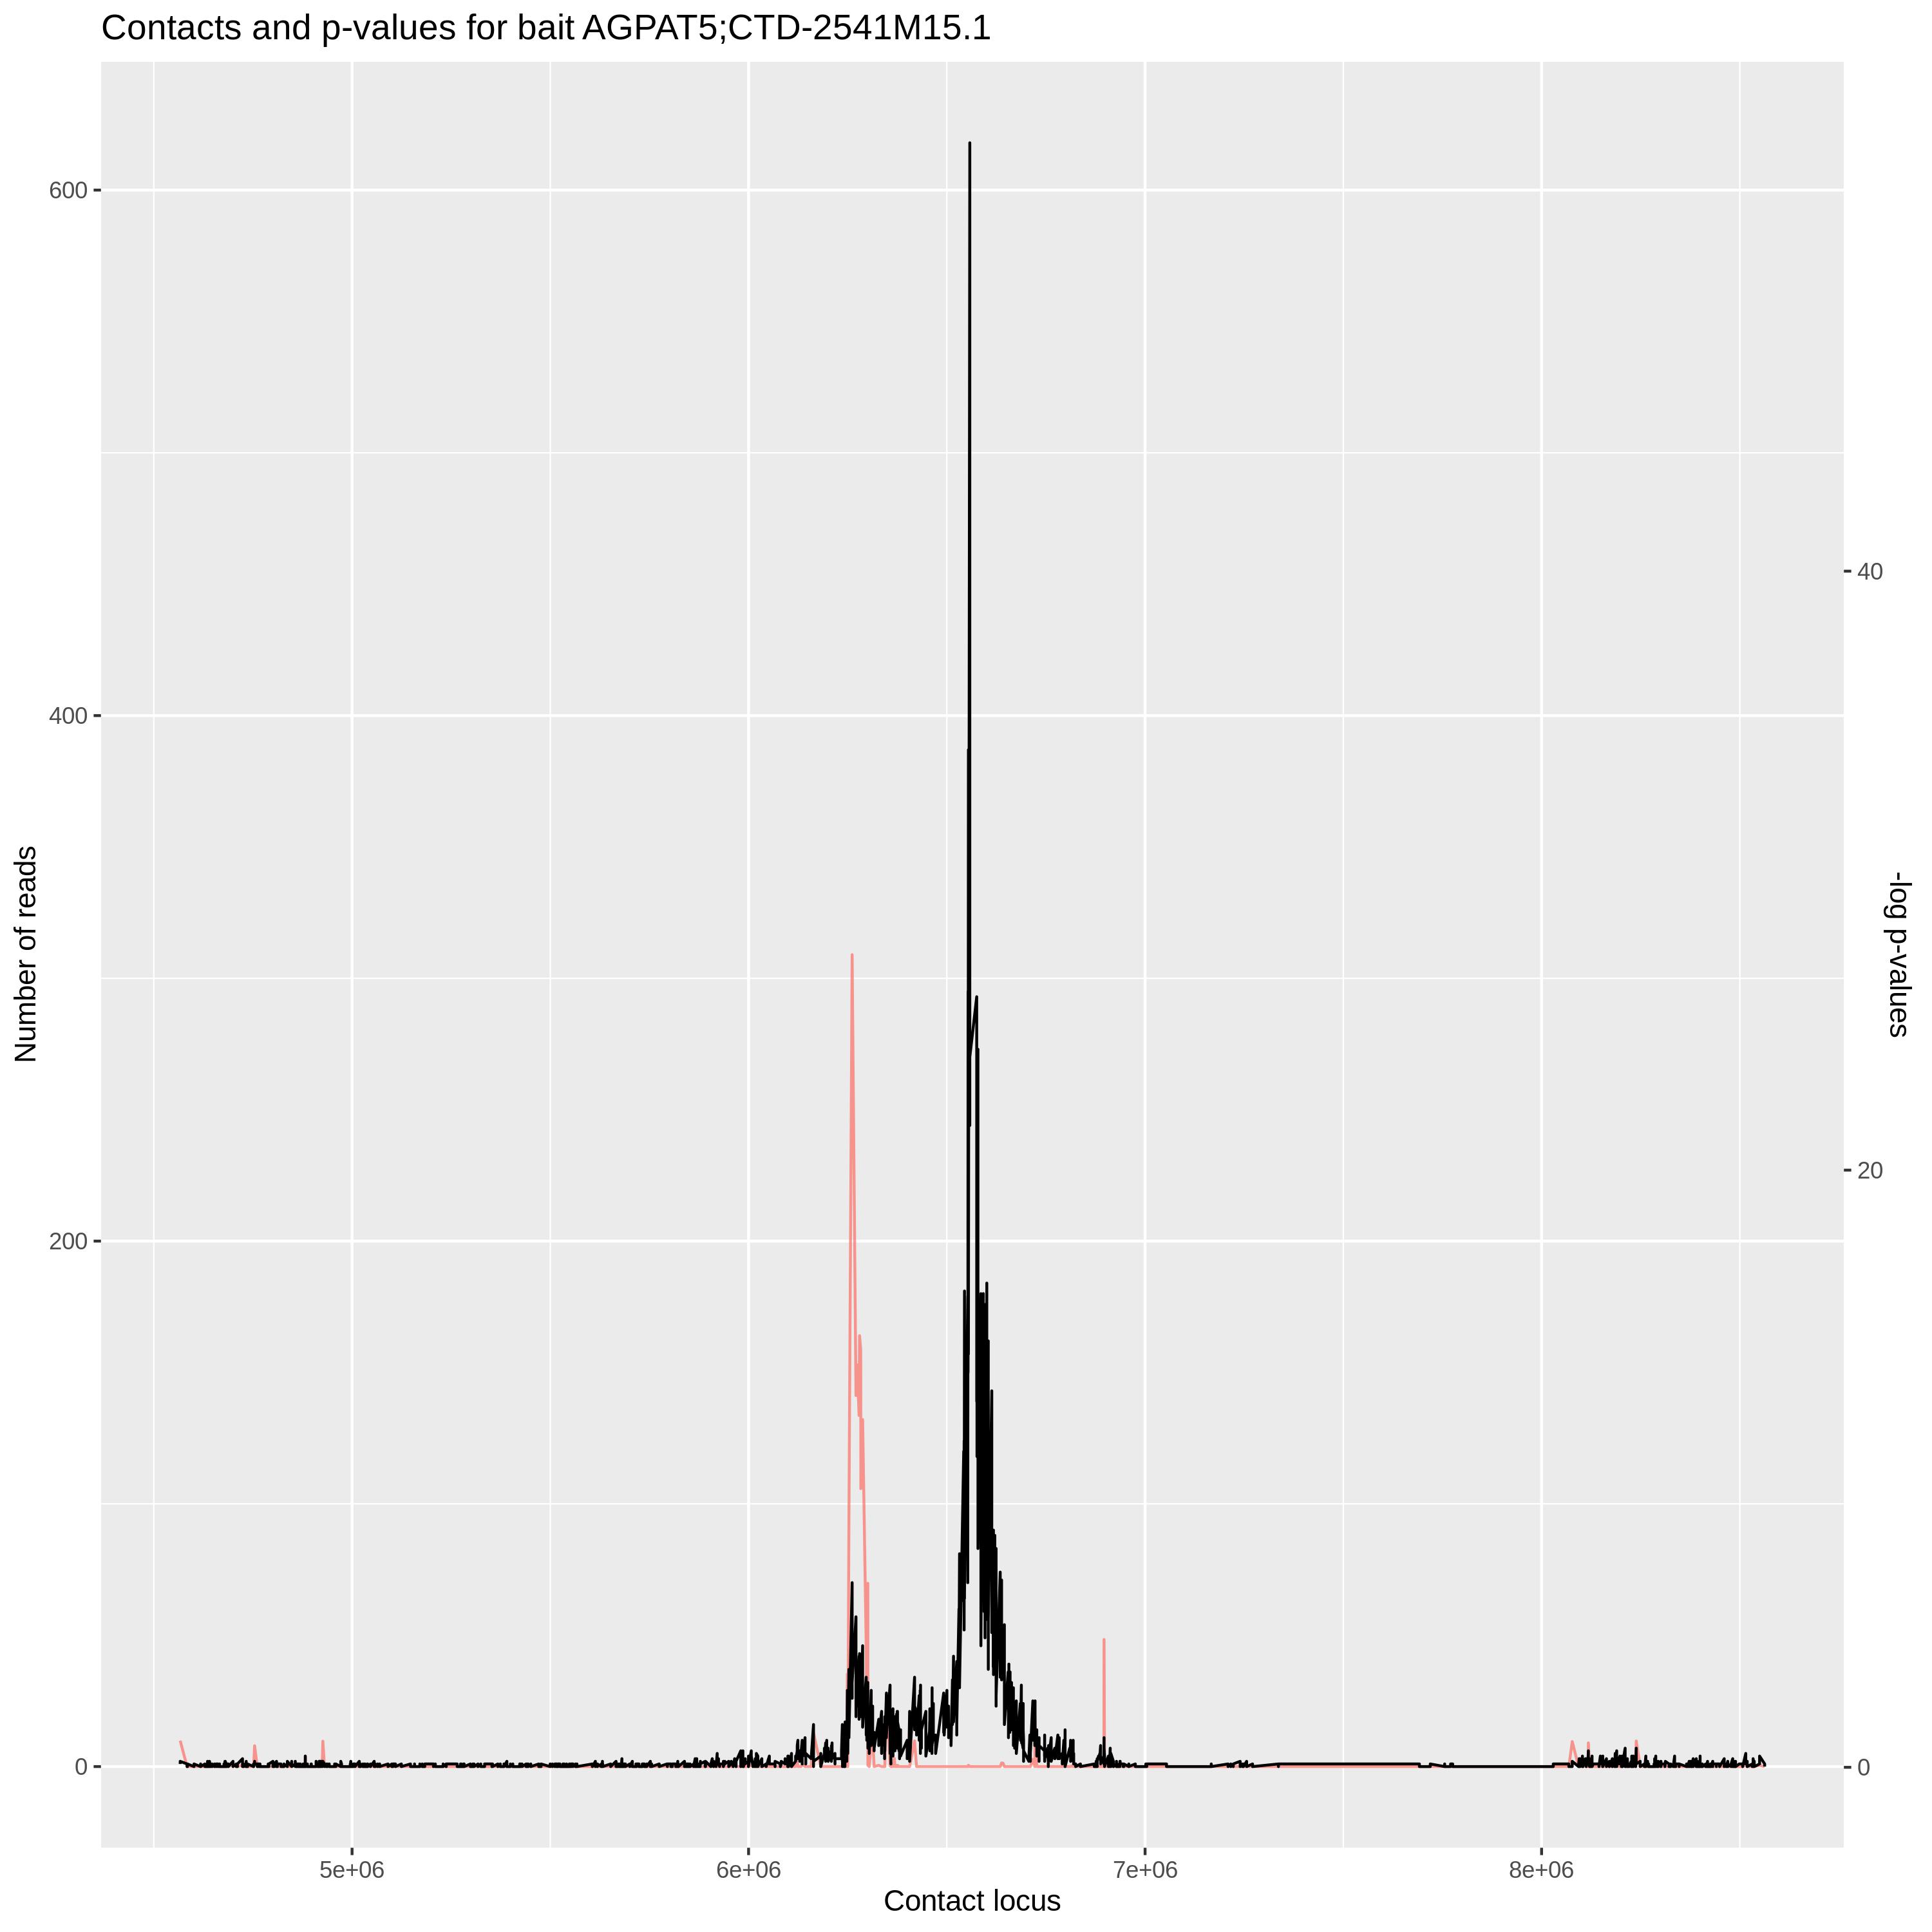 Contacts and p-values for bait AGPAT5;CTD-2541M15.1
600
400
200
0
Number of reads
40
20
0
-log p-values
5e+06
6e+06
7e+06
8e+06
Contact locus